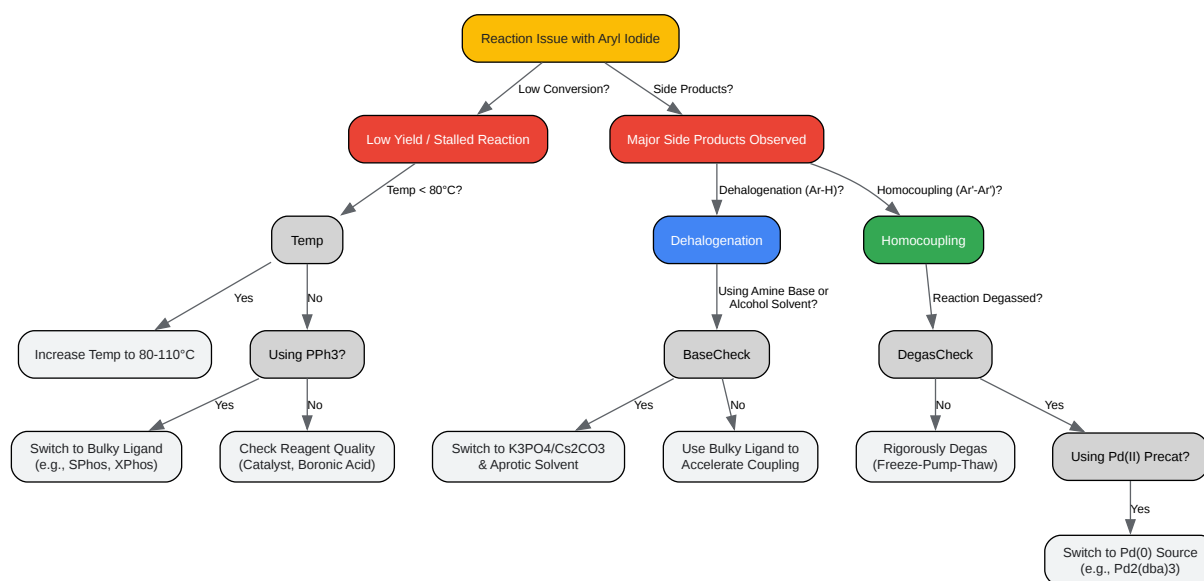 Reaction Issue with Aryl Iodide
Low Conversion?
Side Products?
Low Yield / Stalled Reaction
Major Side Products Observed
Temp < 80°C?
Dehalogenation (Ar-H)?
Homocoupling (Ar'-Ar')?
Temp
Dehalogenation
Homocoupling
Yes
No
Using Amine Base or
Alcohol Solvent?
Reaction Degassed?
Increase Temp to 80-110°C
Using PPh3?
BaseCheck
DegasCheck
Yes
No
Yes
No
No
Yes
Switch to Bulky Ligand
(e.g., SPhos, XPhos)
Check Reagent Quality
(Catalyst, Boronic Acid)
Switch to K3PO4/Cs2CO3
& Aprotic Solvent
Use Bulky Ligand to
Accelerate Coupling
Rigorously Degas
(Freeze-Pump-Thaw)
Using Pd(II) Precat?
Yes
Switch to Pd(0) Source
(e.g., Pd2(dba)3)